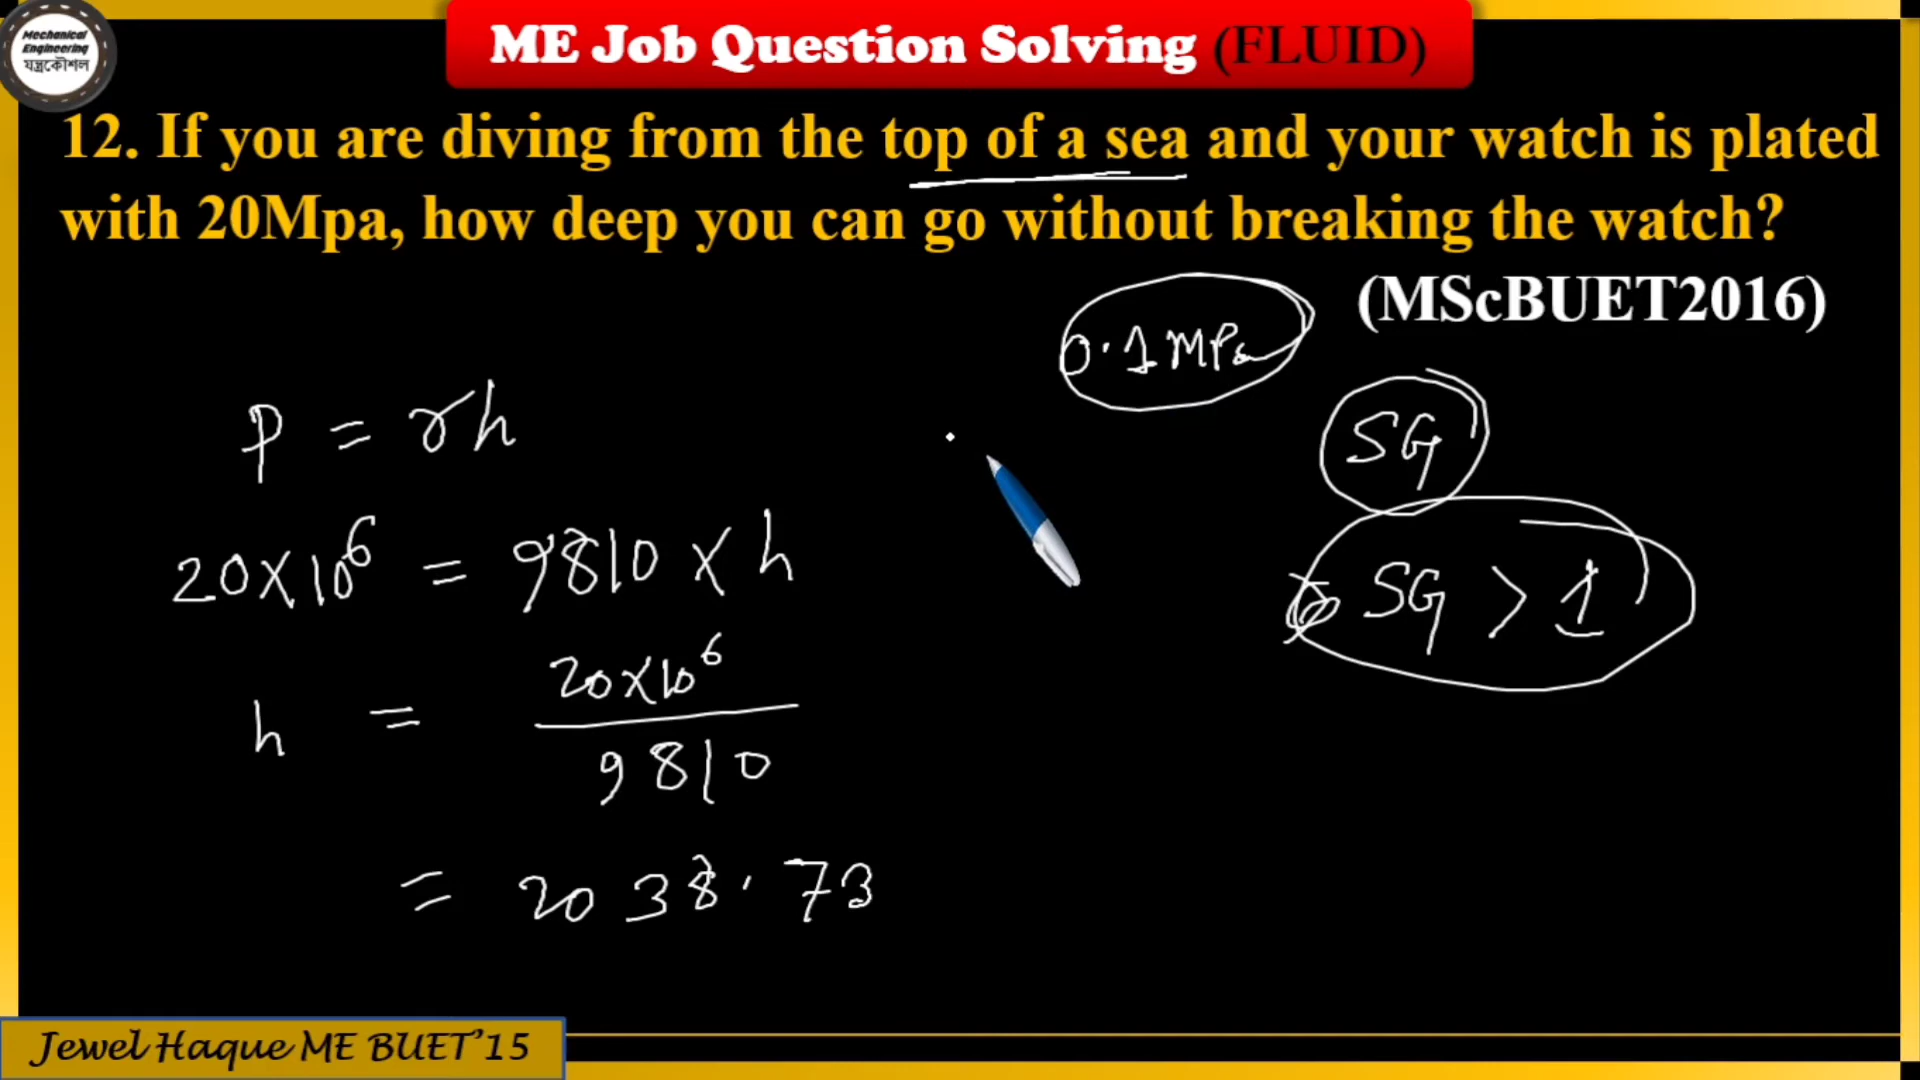 Mechanical
Engineering
যন্ত্রকৌশল
ME Job Question Solving (FLUID)
12. If you are diving from the top of a sea and your watch is plated
with 20Mpa, how deep you can go without breaking the watch?
(MScBUET2016)
0.1 MPa
SG
SG > 1
P = γh
20×10⁶ = 9810 × h
h = 20×10⁶
9810
= 2038.73
Jewel Haque ME BUET’15